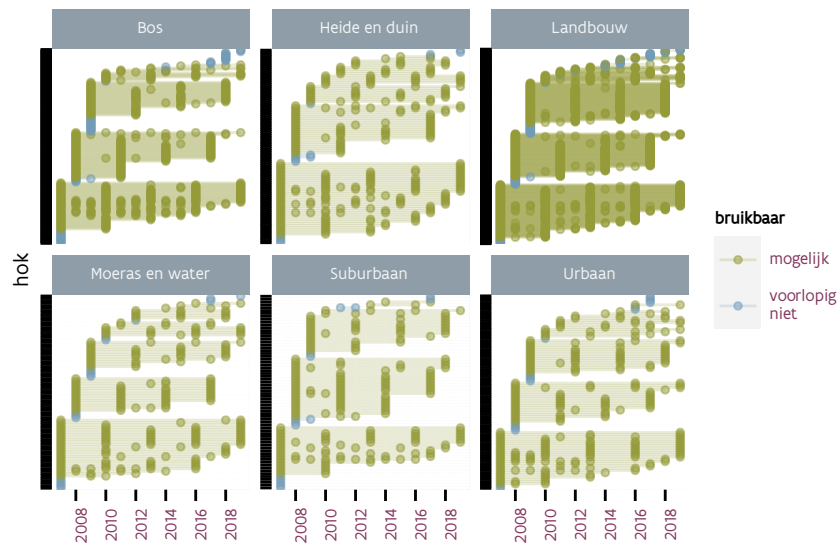 Bos
Heide en duin
Landbouw
Moeras en water
Suburbaan
Urbaan
hok
2008
2010
2012
2014
2016
2018
2008
2010
2012
2014
2016
2018
2008
2010
2012
2014
2016
2018
bruikbaar
mogelijk
voorlopig
niet